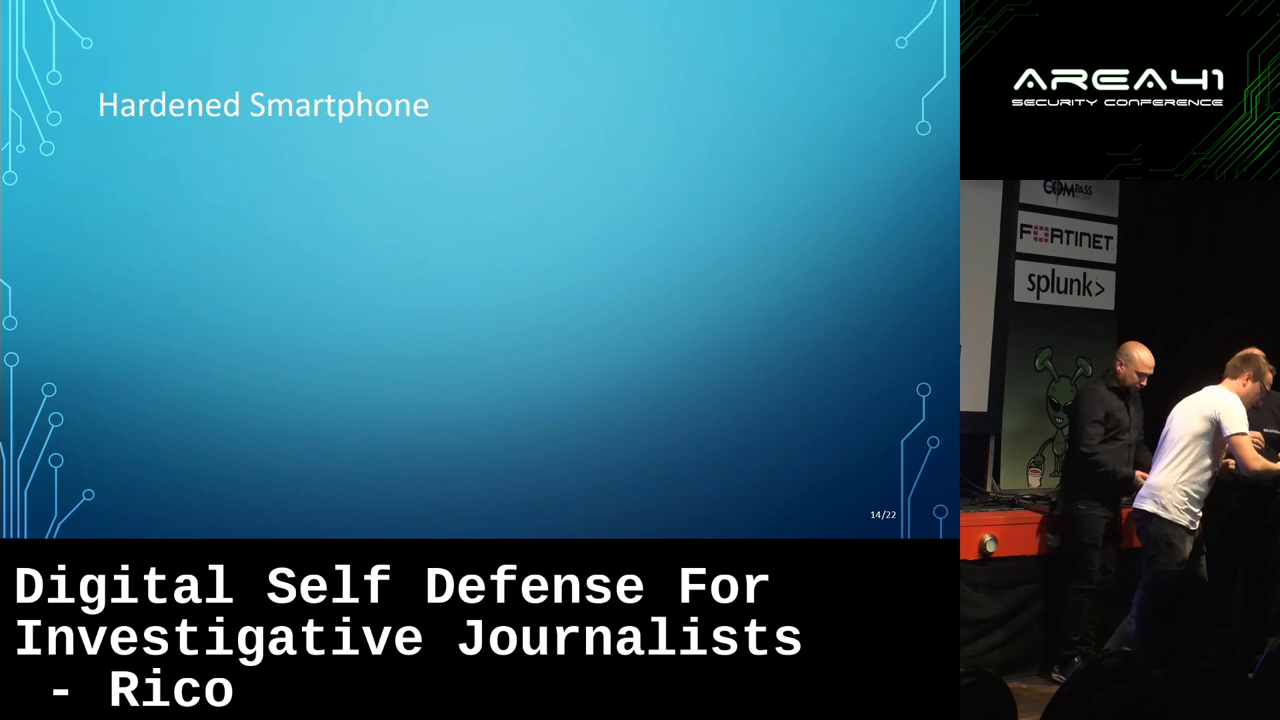 Hardened Smartphone
14/22
AREA41
SECURITY CONFERENCE
COMPASS
FORTINET
splunk>
Digital Self Defense For
Investigative Journalists
- Rico